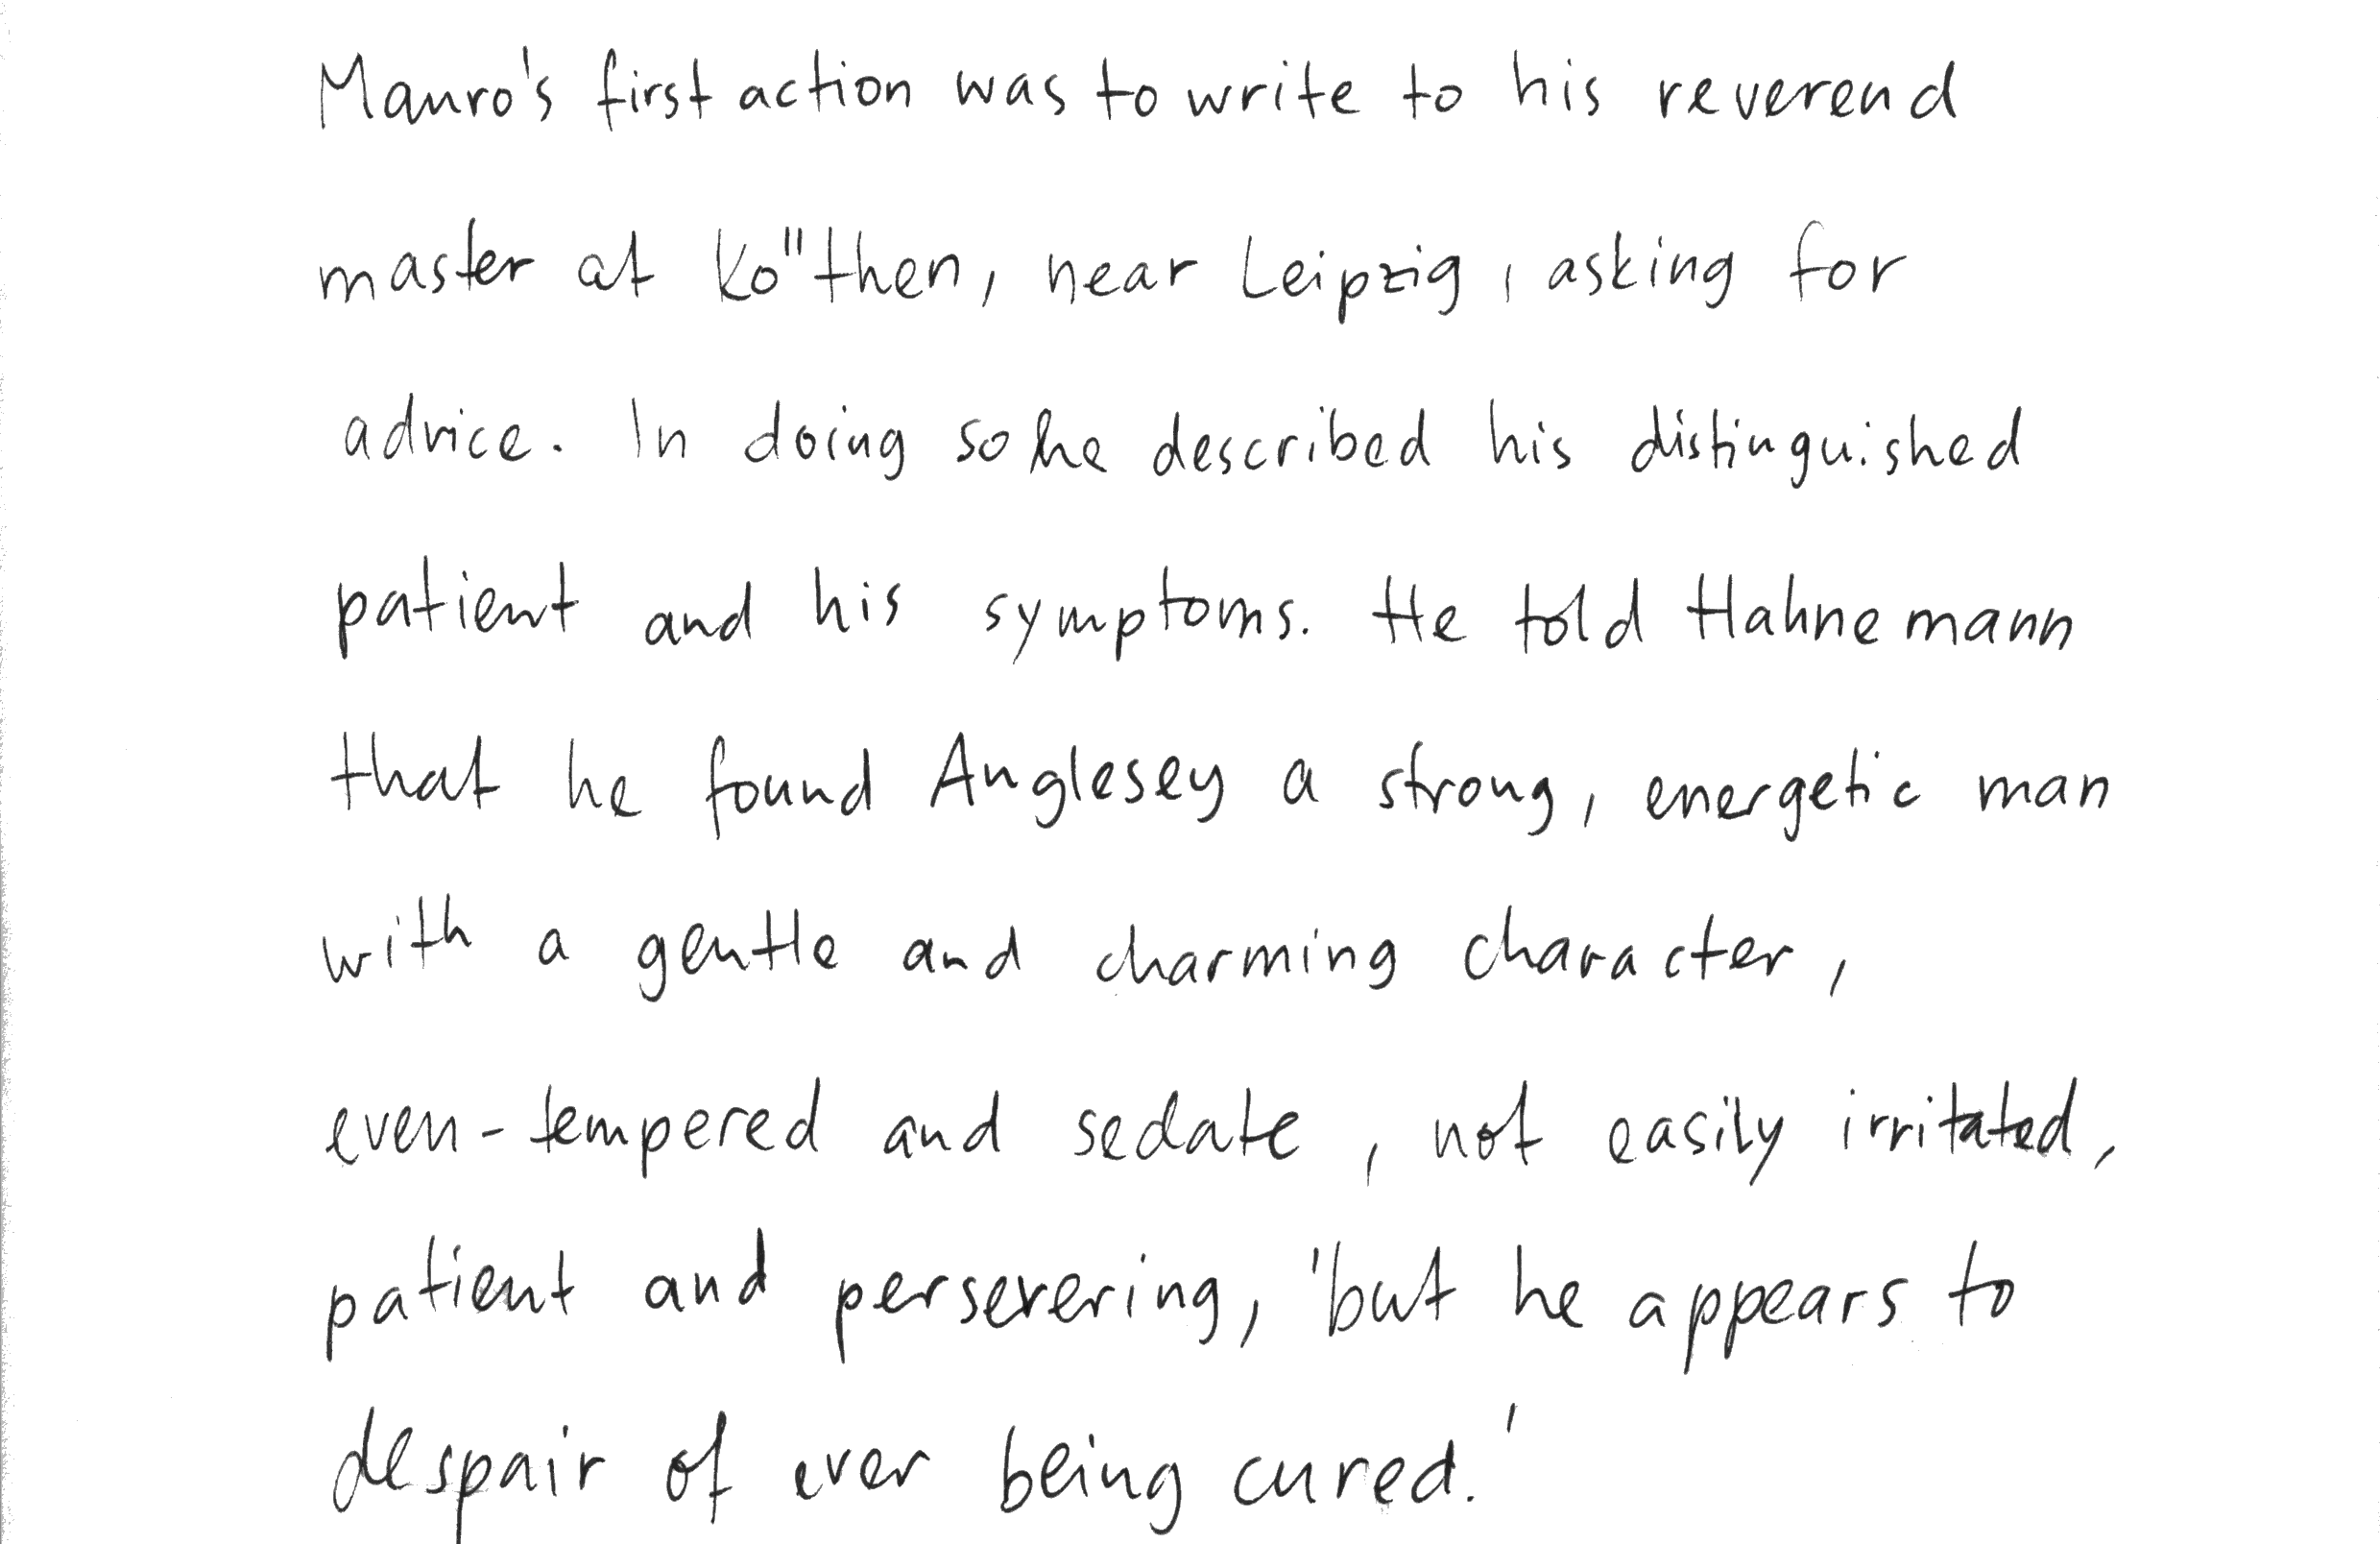 Mauro's first action was to write to his reverend
master at Ko"then, near Leipzig, asking for
advice. In doing so he described his distinguished
patient and his symptoms. He told Hahnemann
that he found Anglesey a strong, energetic man
with a gentle and charming character,
even-tempered and sedate, not easily irritated,
patient and persevering, 'but he appears to
despair of ever being cured.'